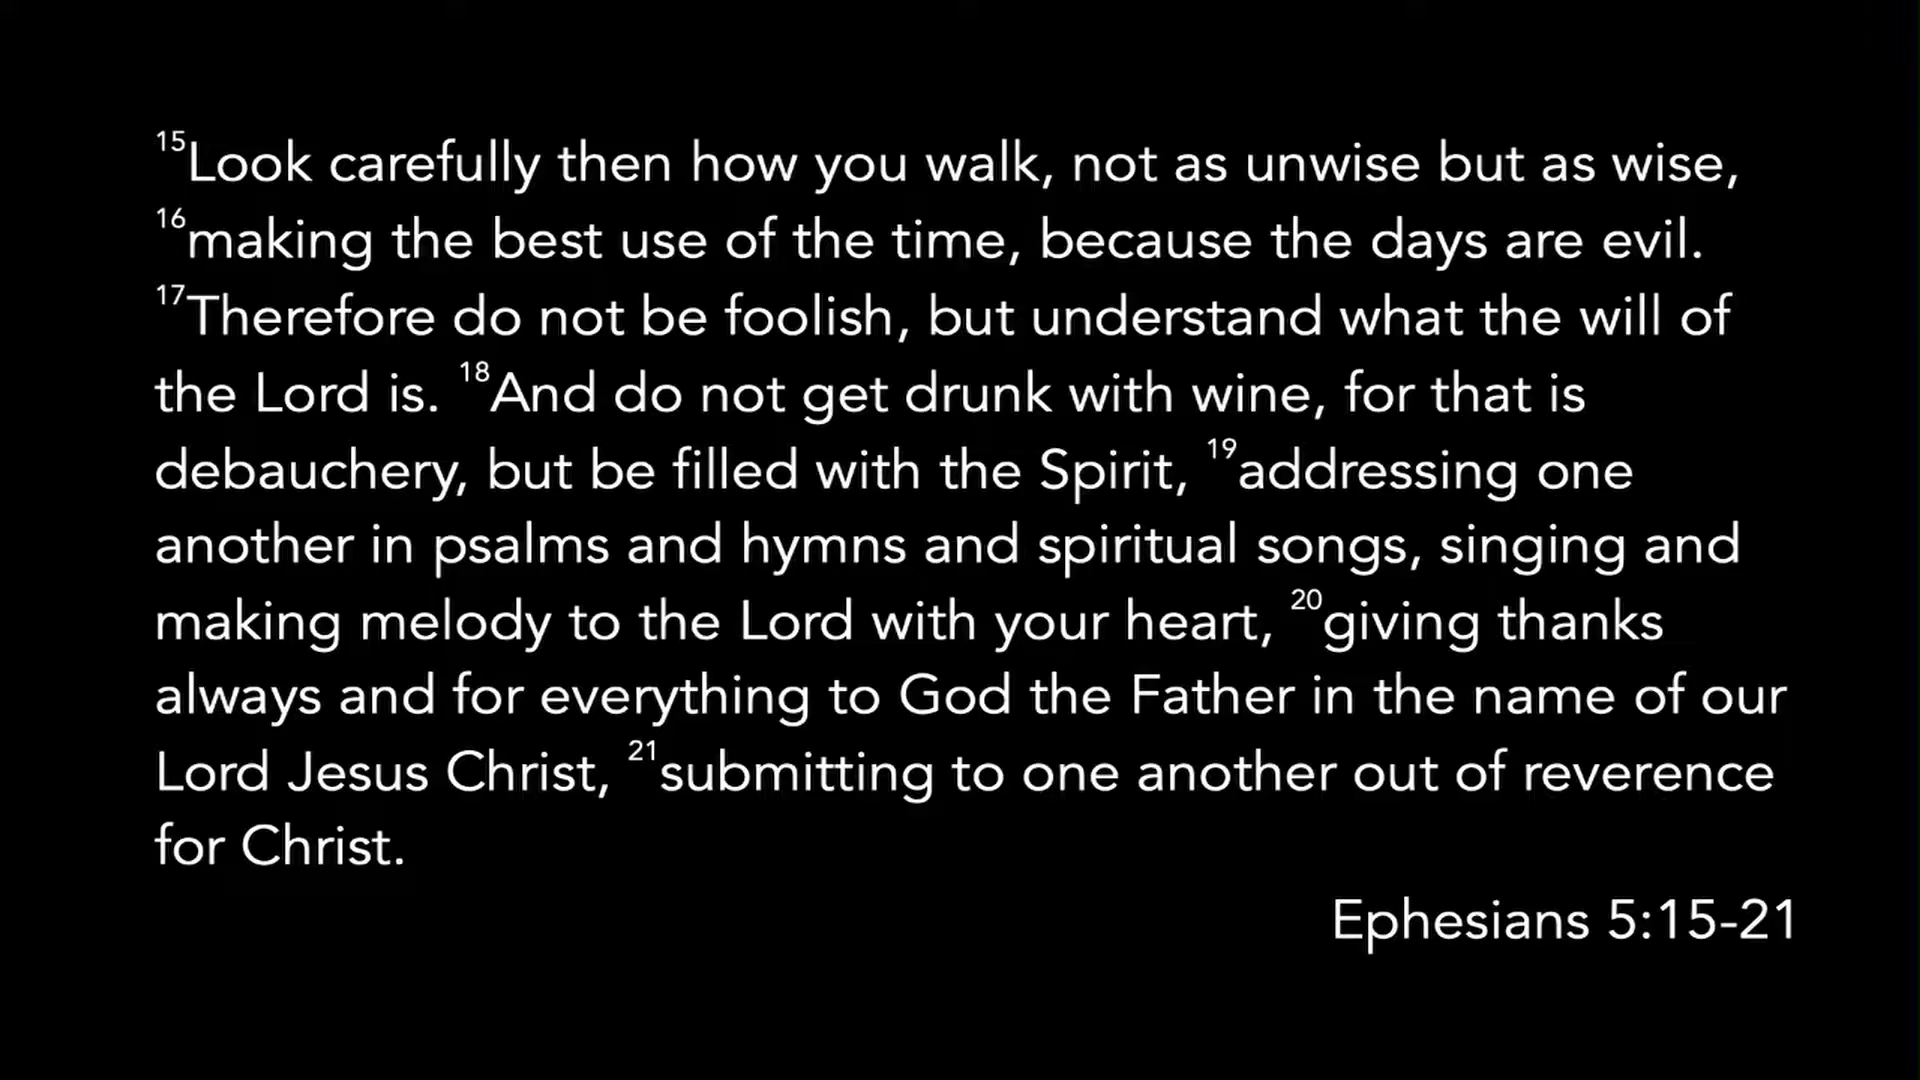 15Look carefully then how you walk, not as unwise but as wise,
16making the best use of the time, because the days are evil.
17Therefore do not be foolish, but understand what the will of
the Lord is. 18And do not get drunk with wine, for that is
debauchery, but be filled with the Spirit, 19addressing one
another in psalms and hymns and spiritual songs, singing and
making melody to the Lord with your heart, 20giving thanks
always and for everything to God the Father in the name of our
Lord Jesus Christ, 21submitting to one another out of reverence
for Christ.
Ephesians 5:15-21